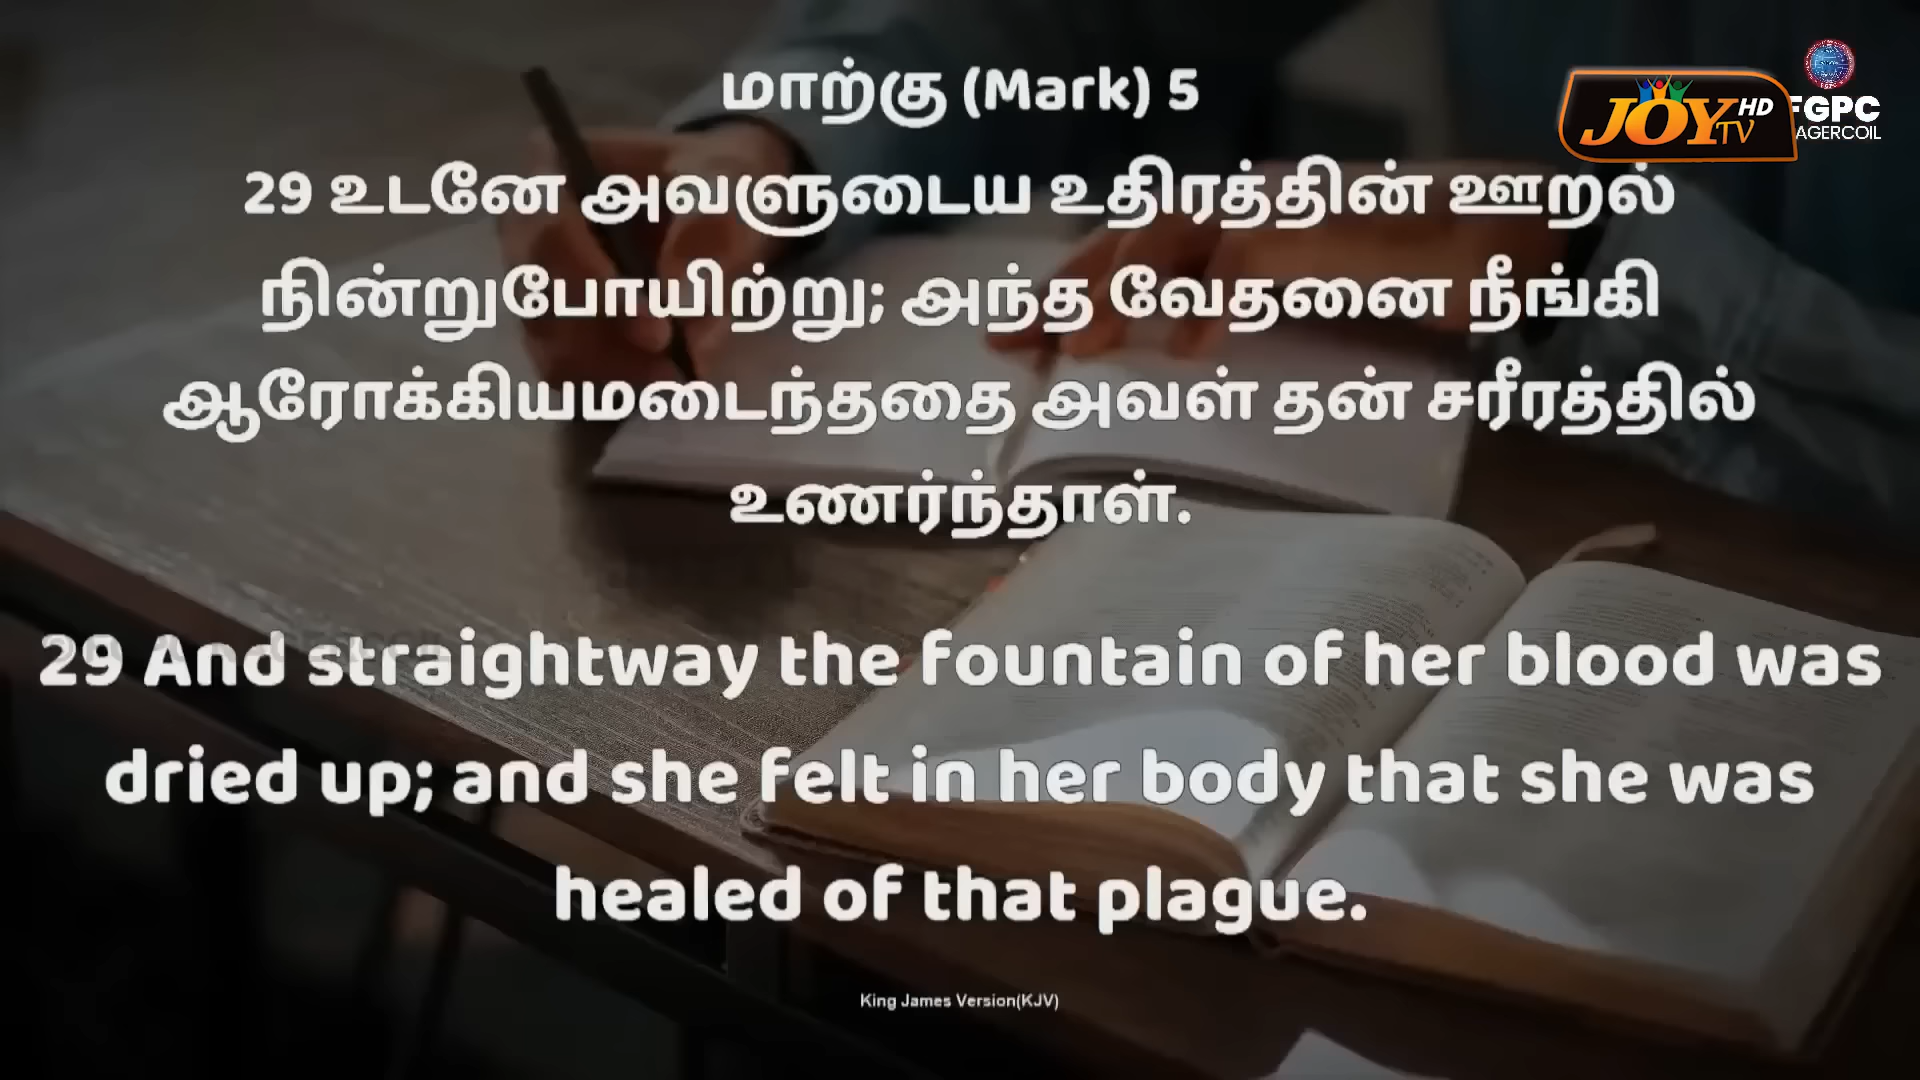 மாற்கு (Mark) 5
JOY TV HD
FGPC
AGERCOIL
29 உடனே அவளுடைய உதிரத்தின் ஊறல்
நின்றுபோயிற்று; அந்த வேதனை நீங்கி
ஆரோக்கியமடைந்ததை அவள் தன் சரீரத்தில்
உணர்ந்தாள்.
29 And straightway the fountain of her blood was
dried up; and she felt in her body that she was
healed of that plague.
King James Version(KJV)